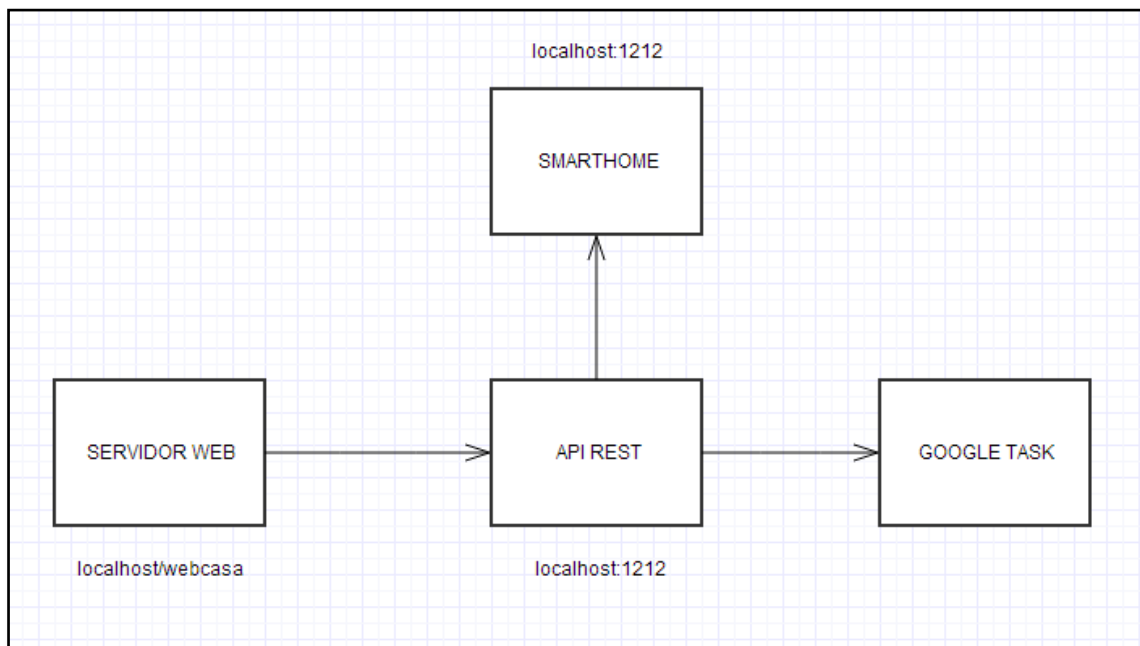 localhost:1212
SMARTHOME
SERVIDOR WEB
API REST
GOOGLE TASK
localhost/webcasa
localhost:1212